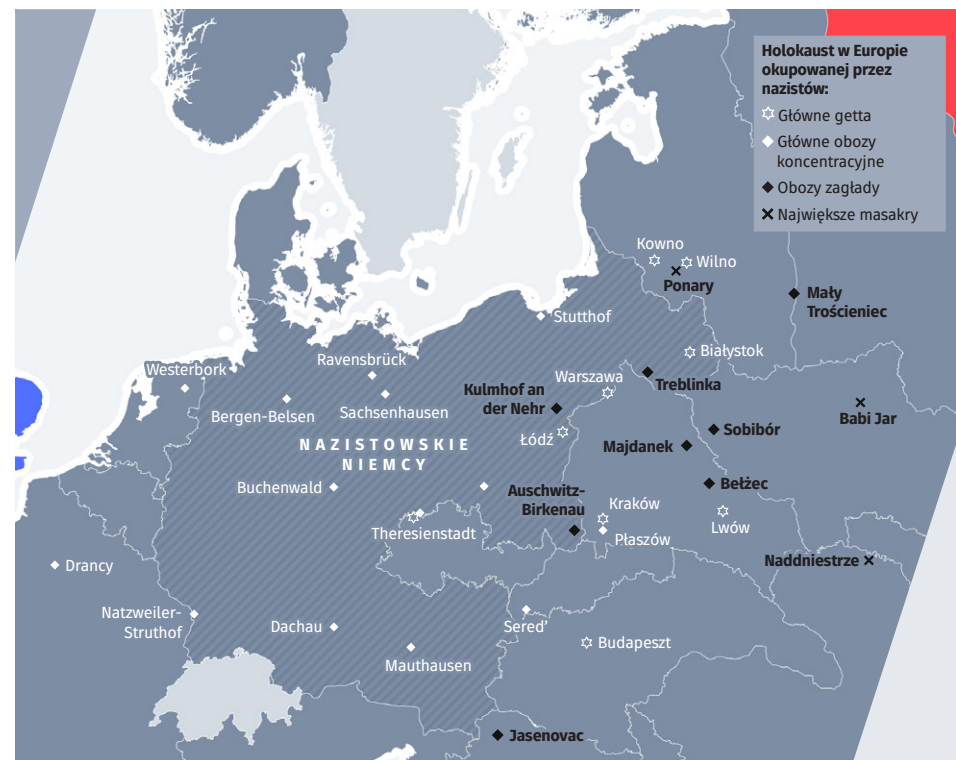 Holokaust w Europie
okupowanej przez
nazistów:
Główne getta
Główne obozy
koncentracyjne
Obozy zagłady
Największe masakry
Kowno
Wilno
Ponary
Mały
Trościeniec
Stutthof
Białystok
Ravensbrück
Westerbork
Warszawa
Treblinka
Kulmhof an
der Nehr
Bergen-Belsen
Sachsenhausen
Babi Jar
Sobibór
Łódź
NAZISTOWSKIE
NIEMCY
Majdanek
Buchenwald
Bełżec
Auschwitz-
Birkenau
Kraków
Lwów
Theresienstadt
Płaszów
Drancy
Naddniestrze
Natzweiler-
Struthof
Dachau
Sered'
Budapeszt
Mauthausen
Jasenovac